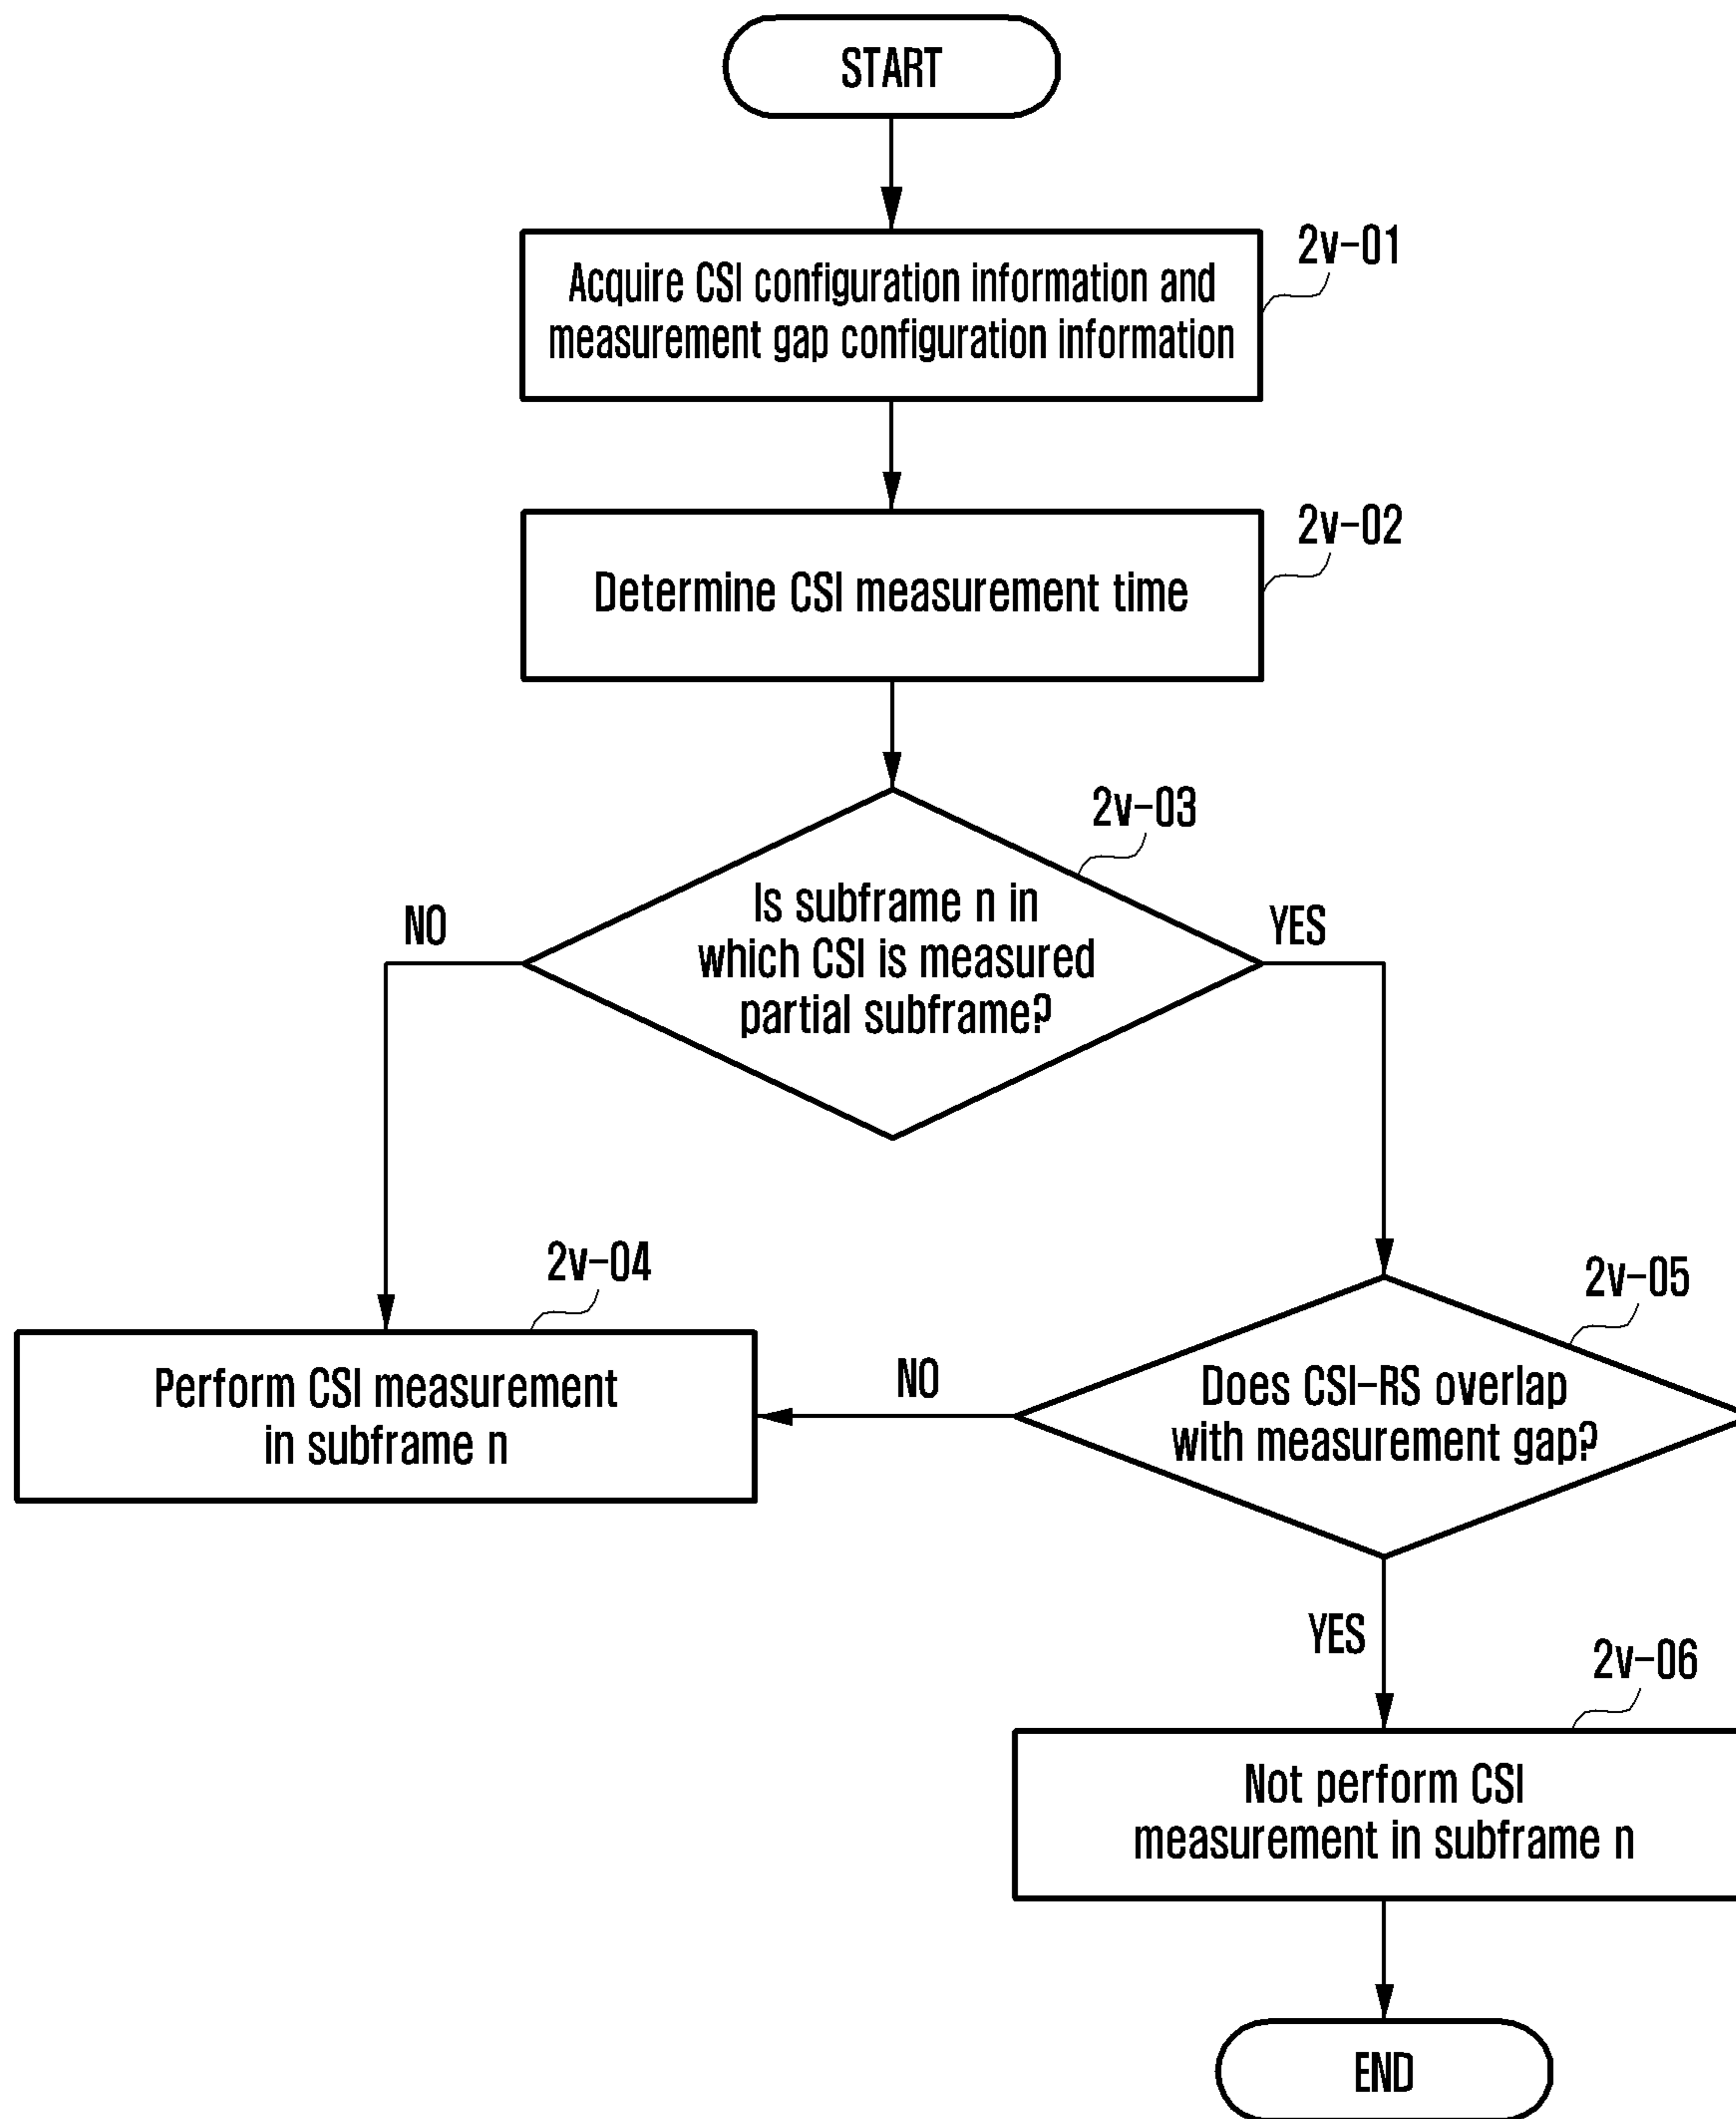 START
2v-01
Acquire CSI configuration information and
measurement gap configuration information
2v-02
Determine CSI measurement time
2v-03
Is subframe n in
which CSI is measured
partial subframe?
NO
YES
2v-04
Perform CSI measurement
in subframe n
NO
2v-05
Does CSI-RS overlap
with measurement gap?
YES
2v-06
Not perform CSI
measurement in subframe n
END